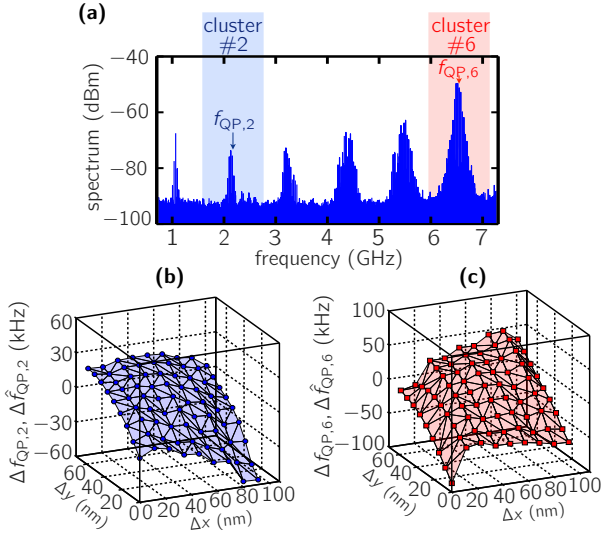 (a)
cluster #2
cluster #6
−40
−60
−80
−100
spectrum (dBm)
f_QP,2
f_QP,6
1 2 3 4 5 6 7
frequency (GHz)
(b)
60
30
0
−30
−60
Δf_QP,2, Δf̂_QP,2 (kHz)
60
40
20
0
Δy (nm)
0 20 40 60 80 100
Δx (nm)
(c)
100
50
0
−50
−100
Δf_QP,6, Δf̂_QP,6 (kHz)
60
40
20
0
Δy (nm)
0 20 40 60 80 100
Δx (nm)